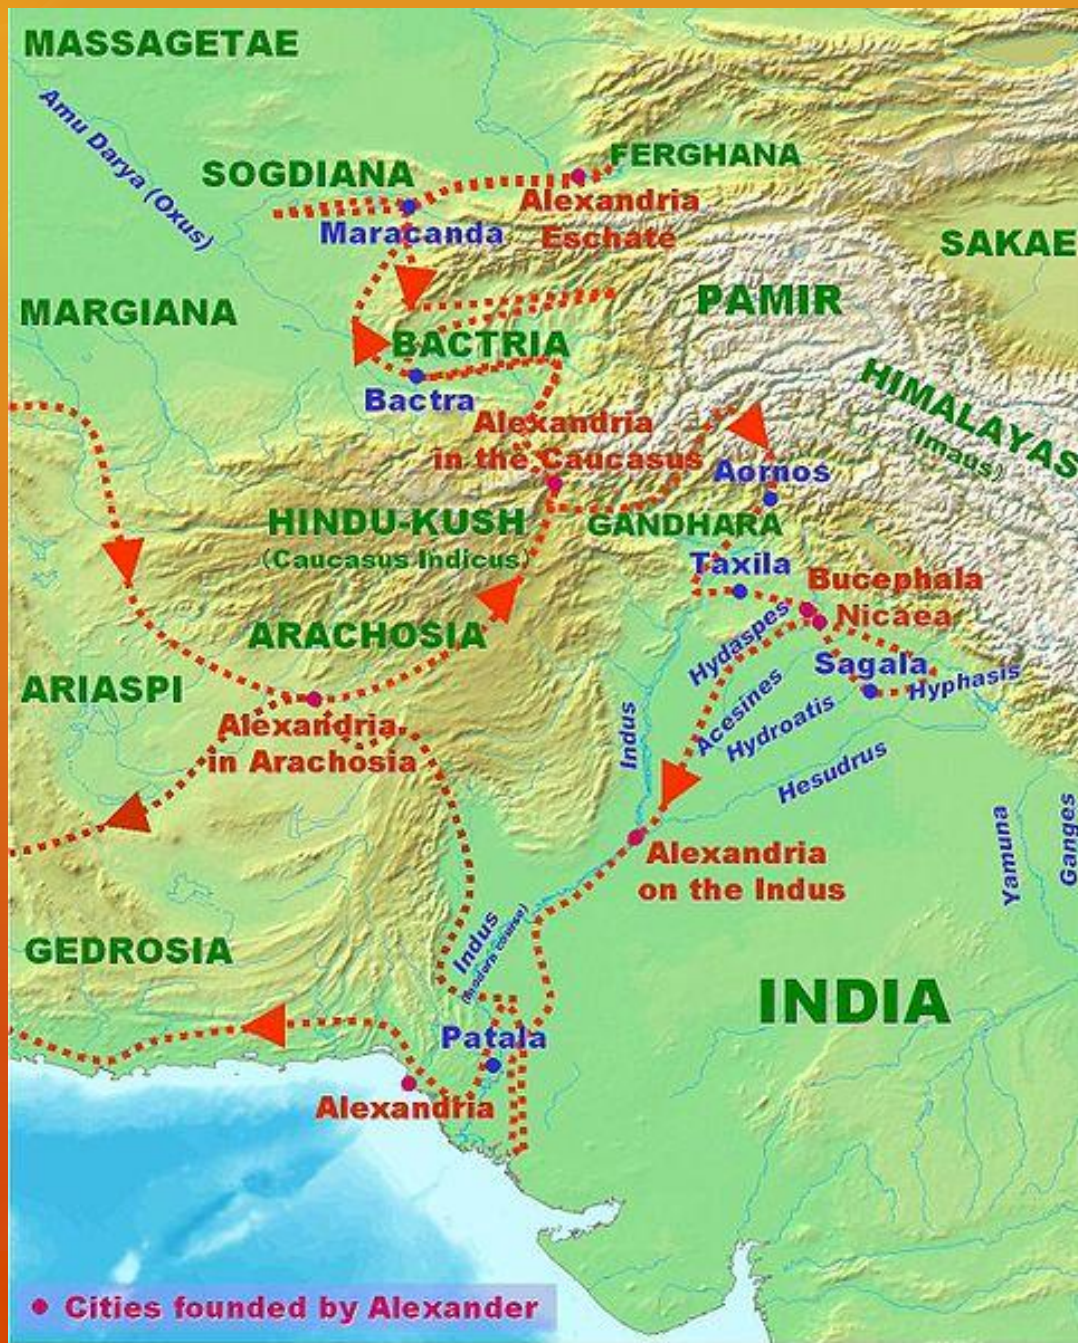 MASSAGETAE
Amu Darya (Oxus)
FERGHANA
SOGDIANA
Alexandria
Eschate
Maracanda
SAKAE
PAMIR
MARGIANA
BACTRIA
Bactra
HIMALAYAS
(Imaus)
Alexandria
in the Caucasus
Aornos
HINDU-KUSH
(Caucasus Indicus)
GANDHARA
Taxila
Bucephala
Nicaea
ARACHOSIA
Hydaspes
Sagala
ARIASPI
Hyphasis
Acesines
Hydroatis
Alexandria
in Arachosia
Indus
Hesudrus
Yamuna
Ganges
Alexandria
on the Indus
GEDROSIA
Indus
(Modern course)
INDIA
Patala
Alexandria
Cities founded by Alexander